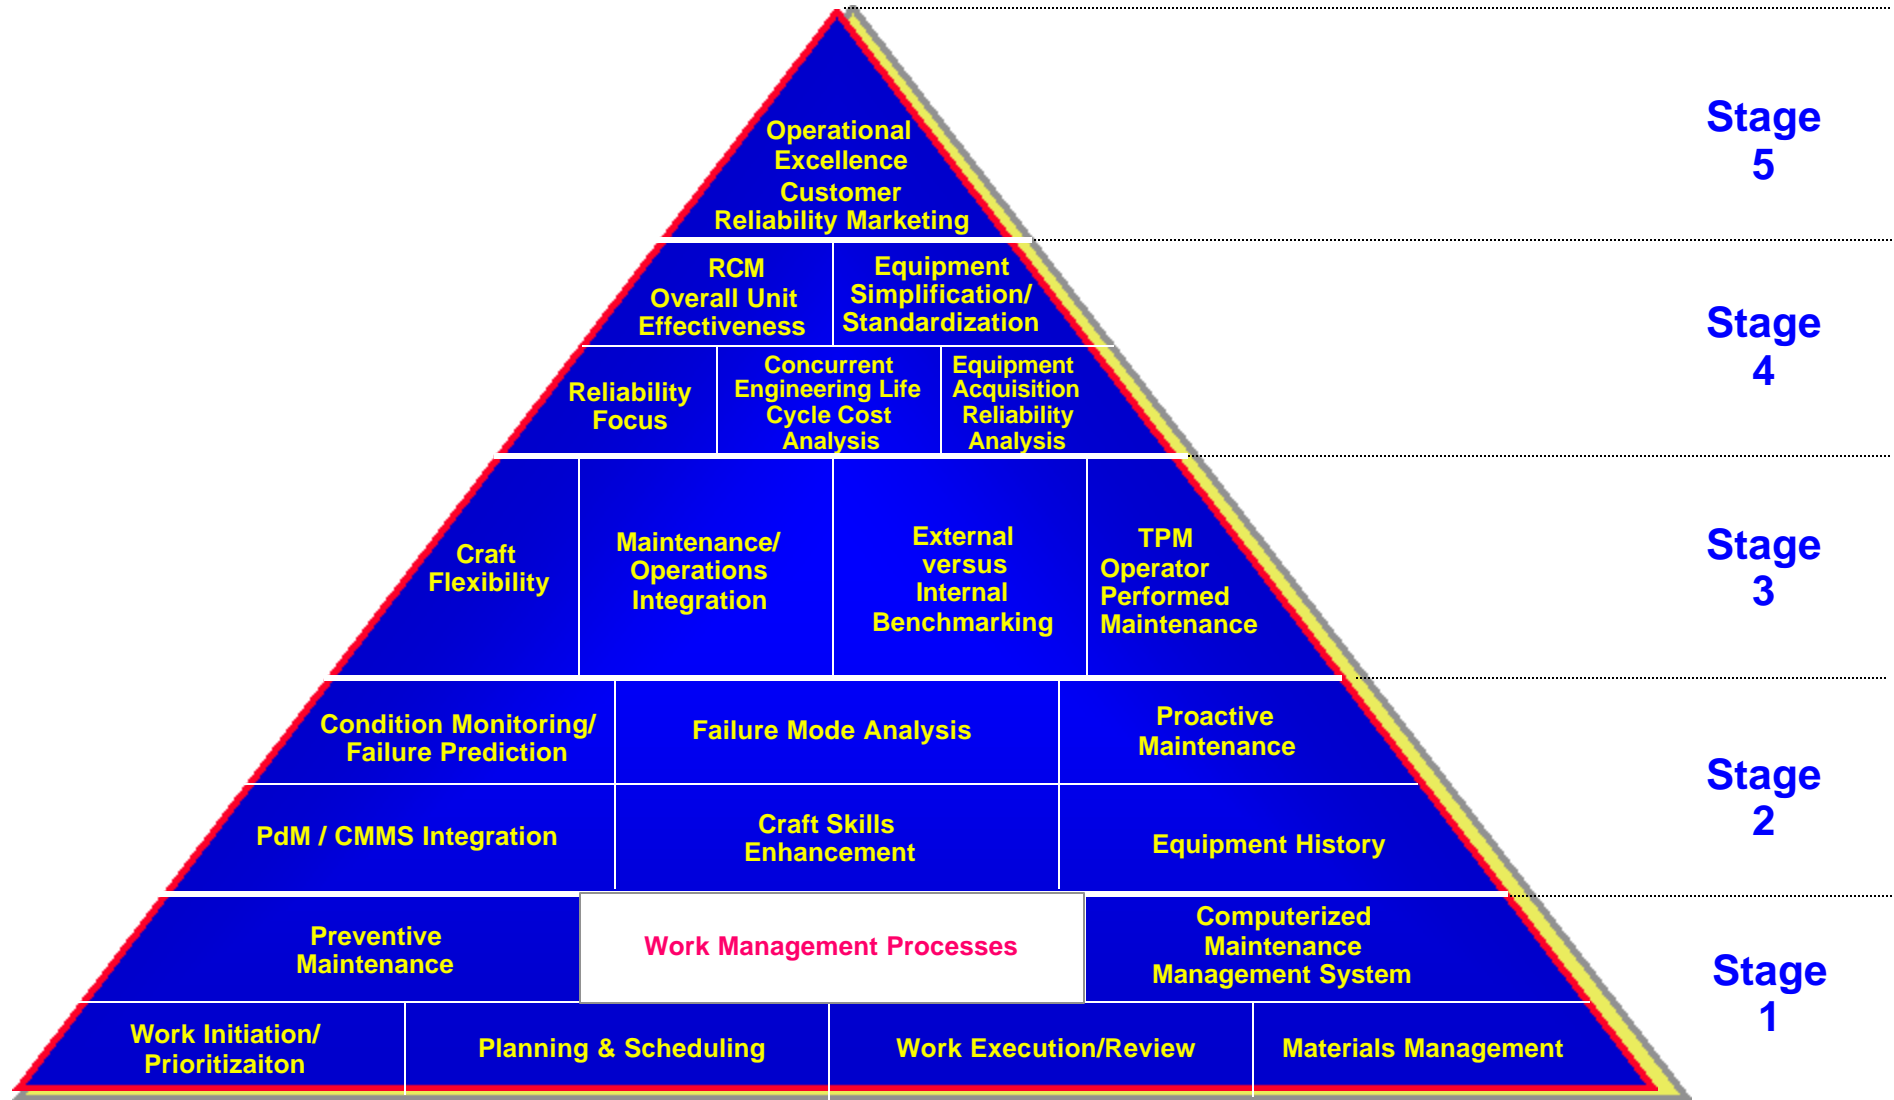 Operational
Excellence
Customer
Reliability Marketing
Stage
5
RCM
Overall Unit
Effectiveness
Equipment
Simplification/
Standardization
Reliability
Focus
Concurrent
Engineering Life
Cycle Cost
Analysis
Equipment
Acquisition
Reliability
Analysis
Stage
4
Craft
Flexibility
Maintenance/
Operations
Integration
External
versus
Internal
Benchmarking
TPM
Operator
Performed
Maintenance
Stage
3
Condition Monitoring/
Failure Prediction
Failure Mode Analysis
Proactive
Maintenance
PdM / CMMS Integration
Craft Skills
Enhancement
Equipment History
Stage
2
Preventive
Maintenance
Work Management Processes
Computerized
Maintenance
Management System
Work Initiation/
Prioritizaiton
Planning & Scheduling
Work Execution/Review
Materials Management
Stage
1